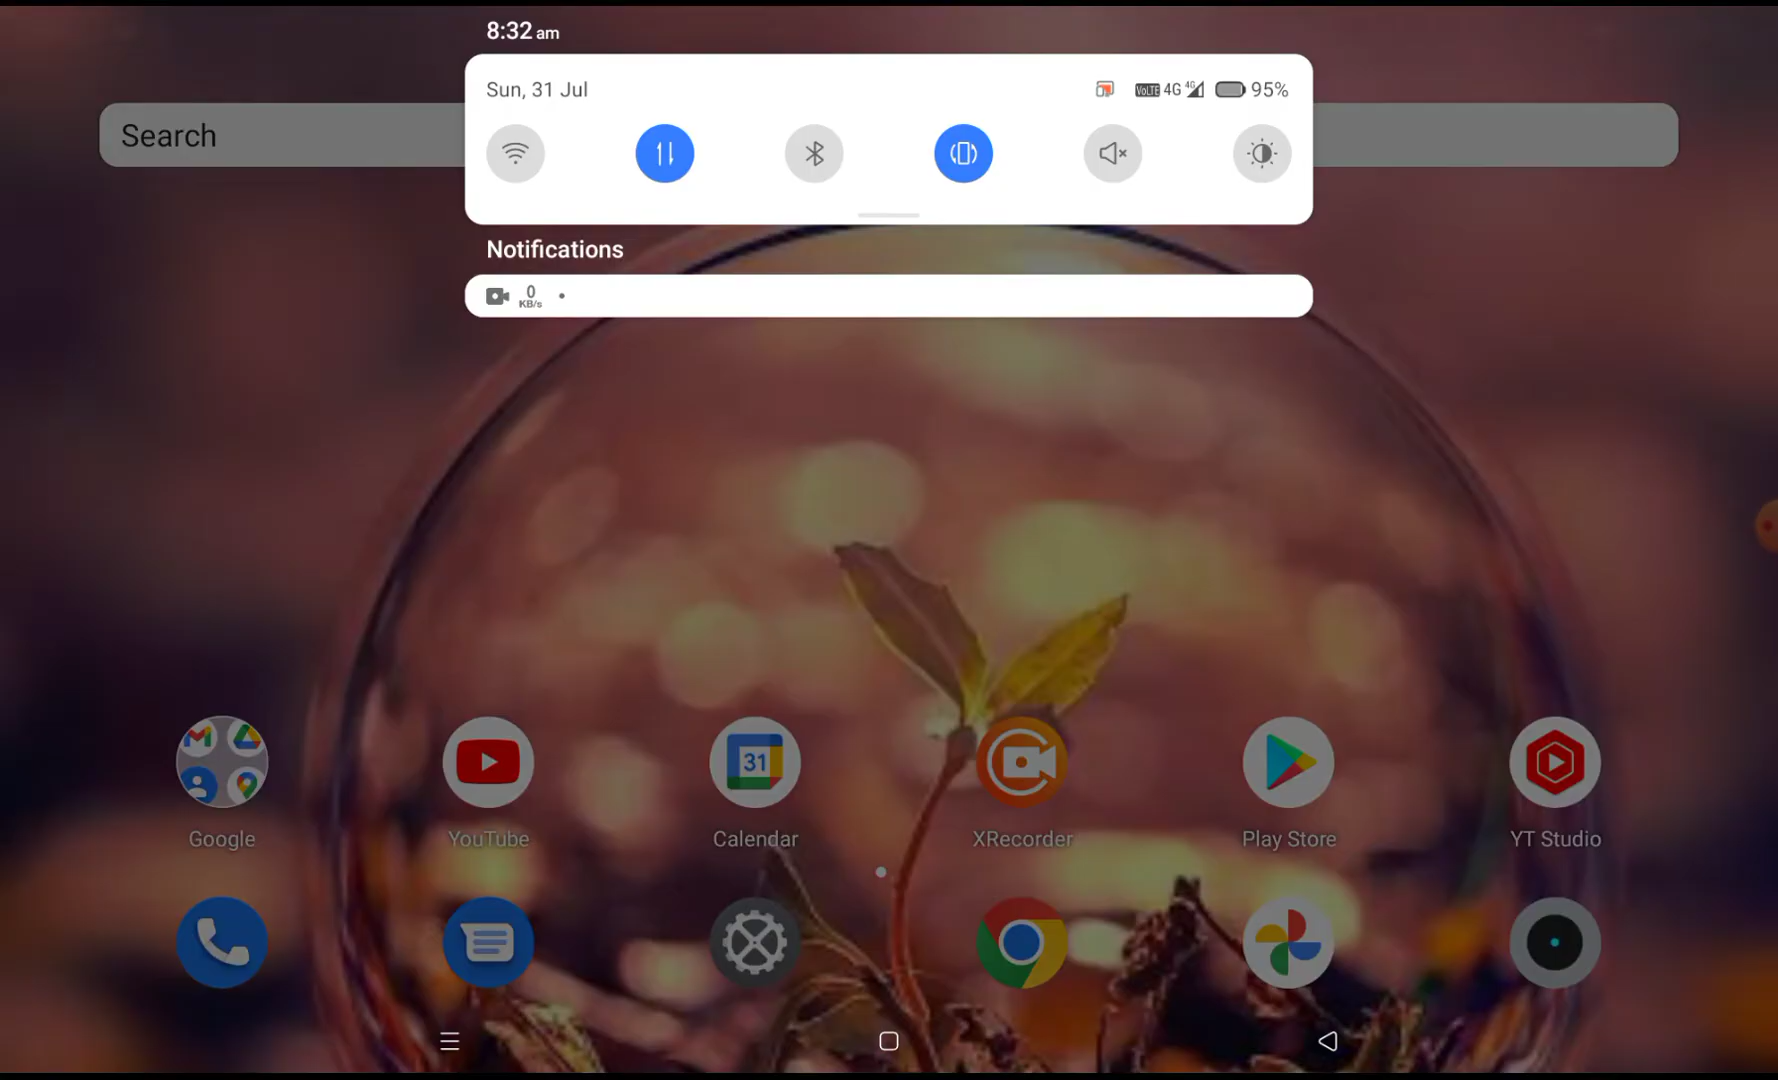 8:32 am
Sun, 31 Jul
VoLTE 4G 4G 95%
Search
Notifications
0
KB/s
31
Google
YouTube
Calendar
XRecorder
Play Store
YT Studio